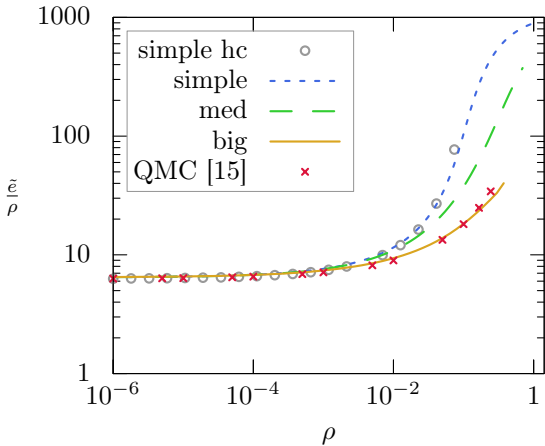 1000
100
10
1
ẽ
ρ
simple hc
simple
med
big
QMC [15]
10⁻⁶
10⁻⁴
10⁻²
1
ρ